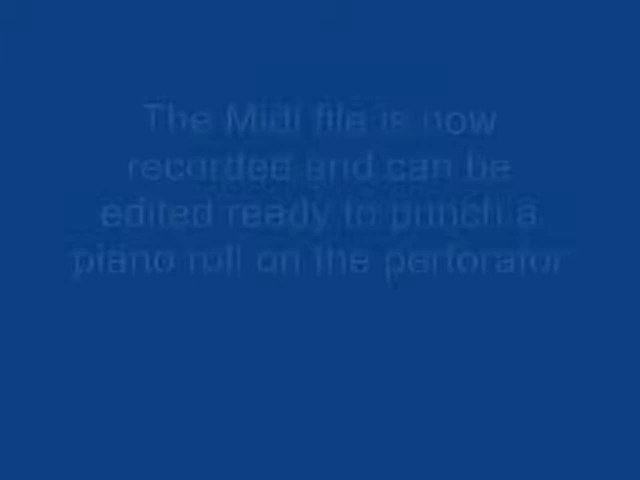 The Midi file is now
recorded and can be
edited ready to punch a
piano roll on the perforator